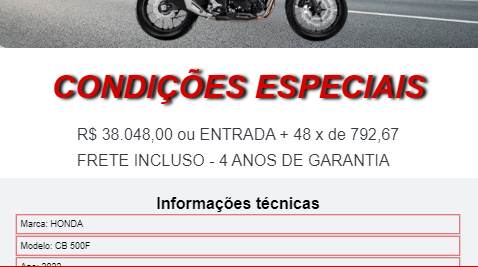 CONDIÇÕES ESPECIAIS
R$ 38.048,00 ou ENTRADA + 48 x de 792,67
FRETE INCLUSO - 4 ANOS DE GARANTIA
Informações técnicas
Marca: HONDA
Modelo: CB 500F